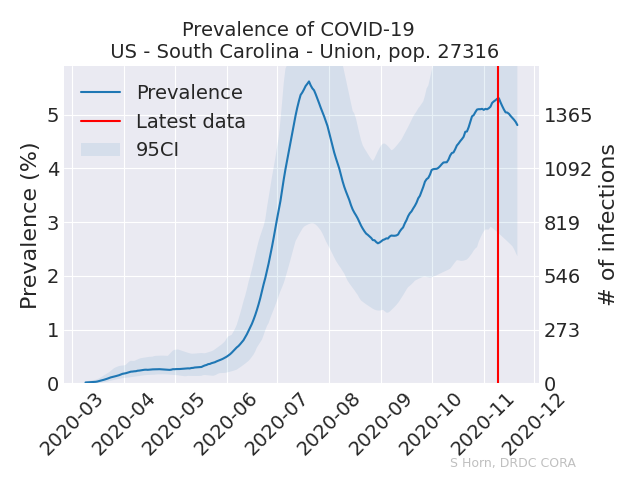 Prevalence of COVID-19
US - South Carolina - Union, pop. 27316
Prevalence
Latest data
95CI
Prevalence (%)
5
4
3
2
1
0
1365
1092
819
546
273
0
# of infections
2020-03
2020-04
2020-05
2020-06
2020-07
2020-08
2020-09
2020-10
2020-11
2020-12
S Horn, DRDC CORA